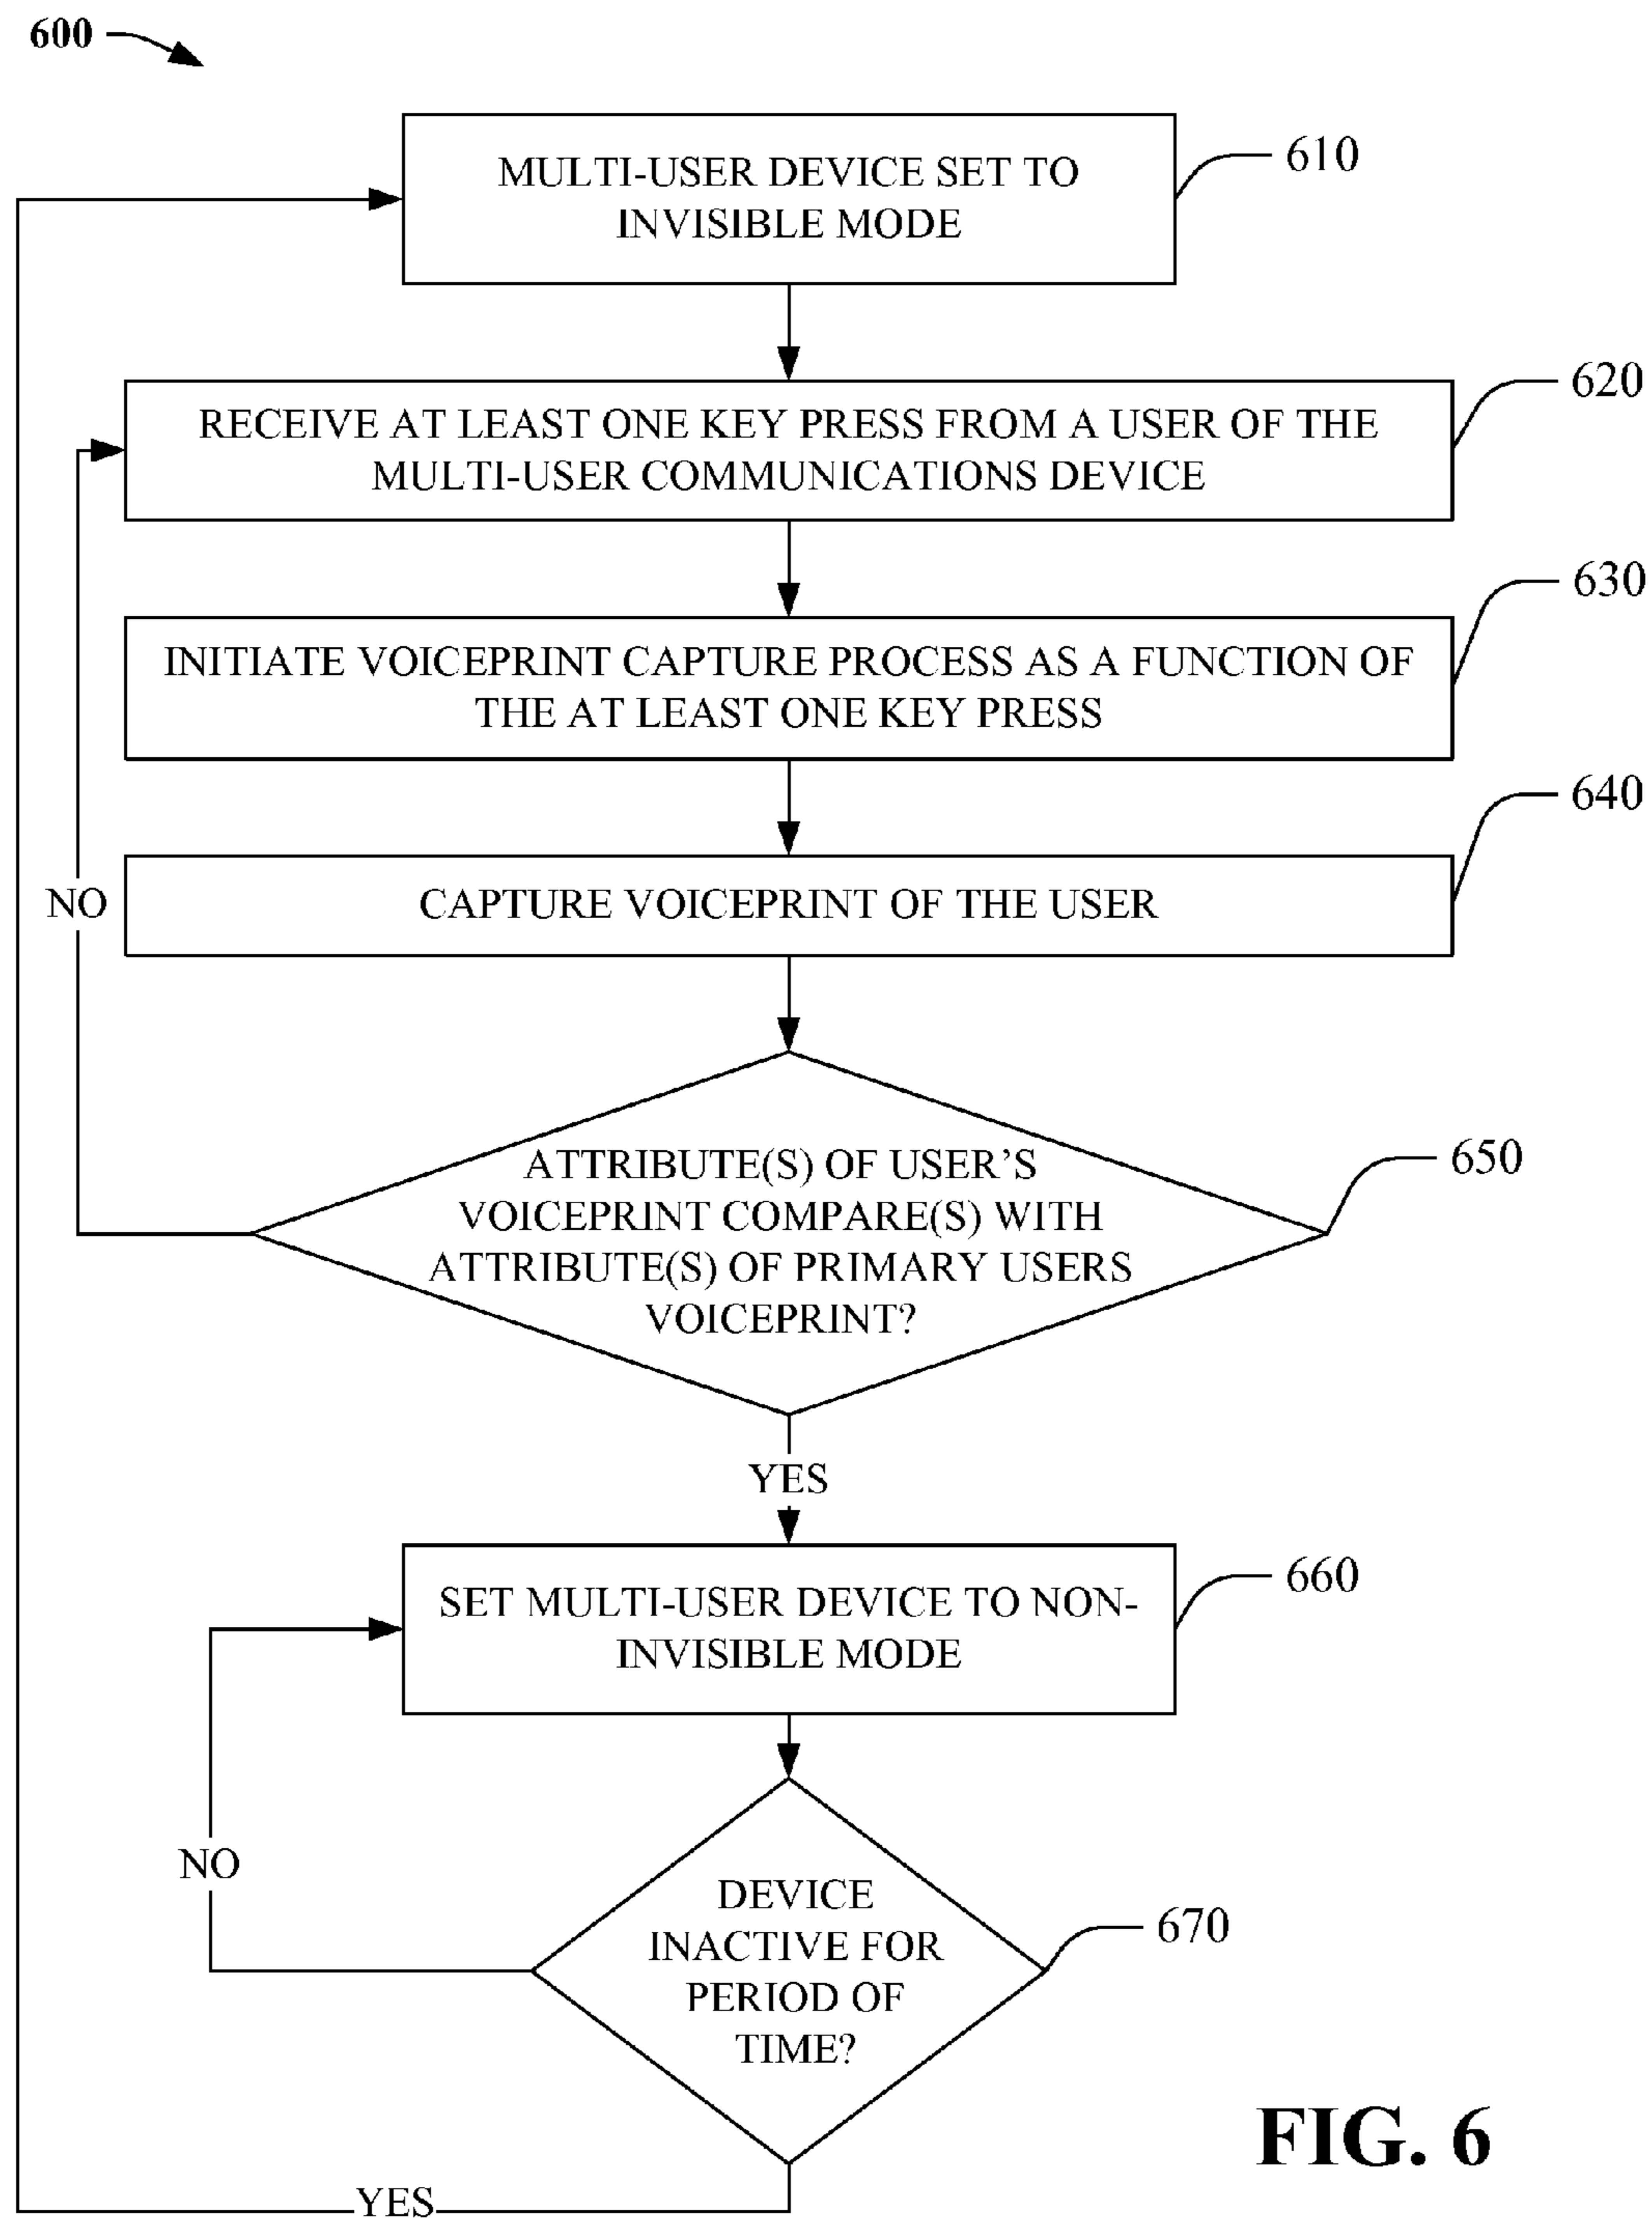 600
MULTI-USER DEVICE SET TO
INVISIBLE MODE
610
RECEIVE AT LEAST ONE KEY PRESS FROM A USER OF THE
MULTI-USER COMMUNICATIONS DEVICE
620
INITIATE VOICEPRINT CAPTURE PROCESS AS A FUNCTION OF
THE AT LEAST ONE KEY PRESS
630
CAPTURE VOICEPRINT OF THE USER
640
NO
ATTRIBUTE(S) OF USER’S
VOICEPRINT COMPARE(S) WITH
ATTRIBUTE(S) OF PRIMARY USERS
VOICEPRINT?
650
YES
SET MULTI-USER DEVICE TO NON-
INVISIBLE MODE
660
NO
DEVICE
INACTIVE FOR
PERIOD OF
TIME?
670
YES
FIG. 6